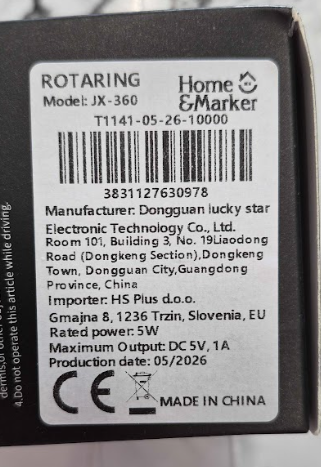 ROTARING
Home
Model: JX-360
&Marker
T1141-05-26-10000
3831127630978
Manufacturer: Dongguan lucky star
Electronic Technology Co., Ltd.
Room 101, Building 3, No. 19Liaodong
Road (Dongkeng Section),Dongkeng
Town, Dongguan City,Guangdong
Province, China
Importer: HS Plus d.o.o.
Gmajna 8, 1236 Trzin, Slovenia, EU
Rated power: 5W
Maximum Output: DC 5V, 1A
Production date: 05/2026
CE
MADE IN CHINA
4.Do not operate this article while driving.